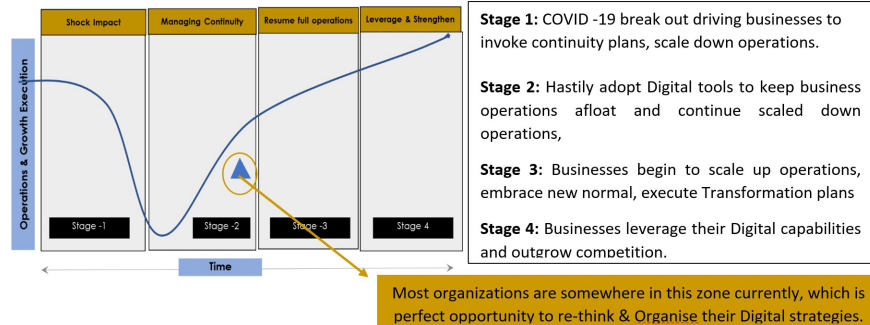 Shock Impact
Managing Continuity
Resume full operations
Leverage & Strengthen
Operations & Growth Execution
Stage -1
Stage -2
Stage -3
Stage 4
Time
Stage 1: COVID -19 break out driving businesses to
invoke continuity plans, scale down operations.
Stage 2: Hastily adopt Digital tools to keep business
operations afloat and continue scaled down
operations,
Stage 3: Businesses begin to scale up operations,
embrace new normal, execute Transformation plans
Stage 4: Businesses leverage their Digital capabilities
and outgrow competition.
Most organizations are somewhere in this zone currently, which is
perfect opportunity to re-think & Organise their Digital strategies.